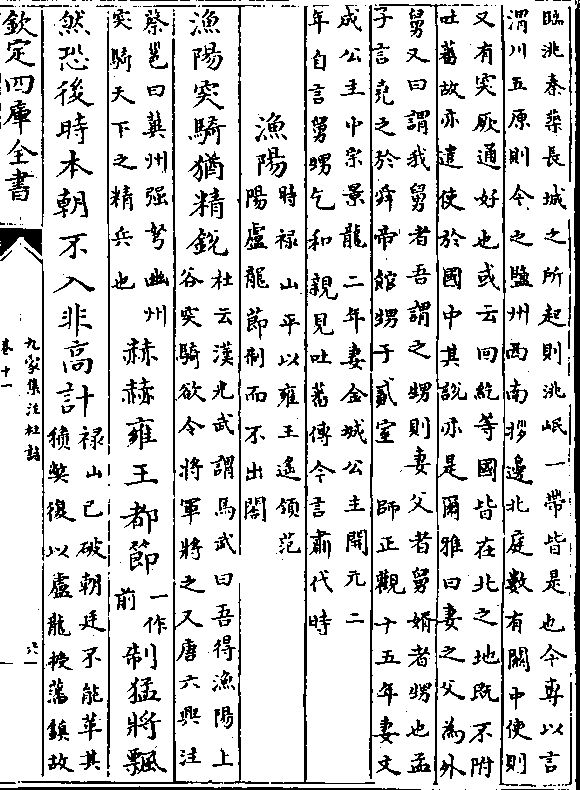 臨洮秦築長城之所起則洮岷一帶皆是也今專以言
渭川五原則今之鹽州西南拶邊北庭數有關中使則
又有突厥通好也或云回紇等國皆在北之地既不附
吐蕃故亦遣使於國中其説亦是爾雅曰妻之父為外
舅又曰謂我舅者吾謂之甥則妻父者舅婚者甥也孟
子言堯之於舜帝館甥于貳室 師正觀十五年妻文
成公主中宗景龍二年妻金城公主開元二
年自言舅甥乞和親見吐蕃傳今言肅代時
漁陽
時禄山平以雍王遙領范
陽盧龍節制而不出閤
漁陽突騎猶精鋭
杜云漢光武謂馬武曰吾得漁陽上
谷突騎欲令將軍將之又唐六典注
蔡邕曰冀州强弩幽州
突騎天下之精兵也
赫赫雍王都節
一作
前
制猛將飄
然恐後時本朝不入非高計
禄山已破朝廷不能革其
積獘復以盧龍授藩鎮故
欽定四庫全書
九家集注杜詩
卷十一